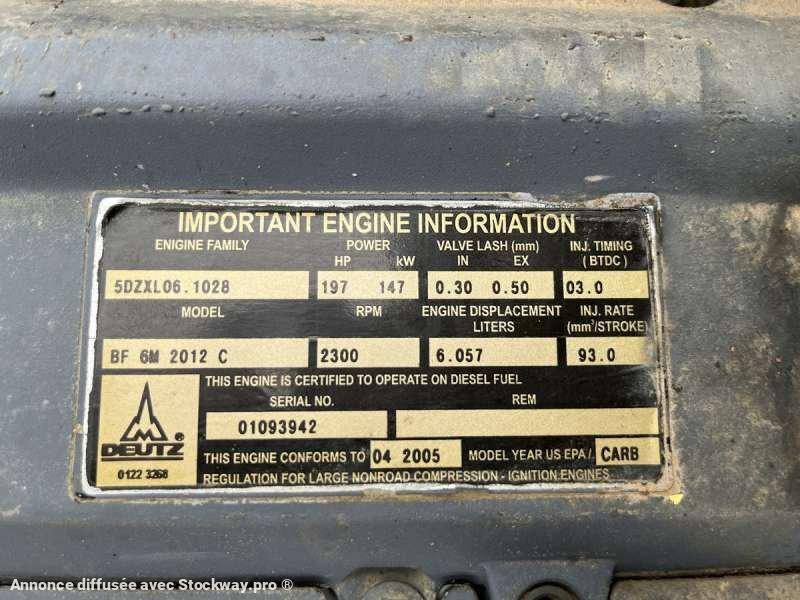 IMPORTANT ENGINE INFORMATION
ENGINE FAMILY POWER VALVE LASH (mm) INJ. TIMING
HP kW IN EX (BTDC)
5DZXL06.1028 197 147 0.30 0.50 03.0
MODEL RPM ENGINE DISPLACEMENT INJ. RATE
LITERS (mm³/STROKE)
BF 6M 2012 C 2300 6.057 93.0
THIS ENGINE IS CERTIFIED TO OPERATE ON DIESEL FUEL
SERIAL NO. REM
01093942
DEUTZ ®
0122 3268
THIS ENGINE CONFORMS TO 04 2005 MODEL YEAR US EPA / CARB
REGULATION FOR LARGE NONROAD COMPRESSION - IGNITION ENGINES
Annonce diffusée avec Stockway.pro ®